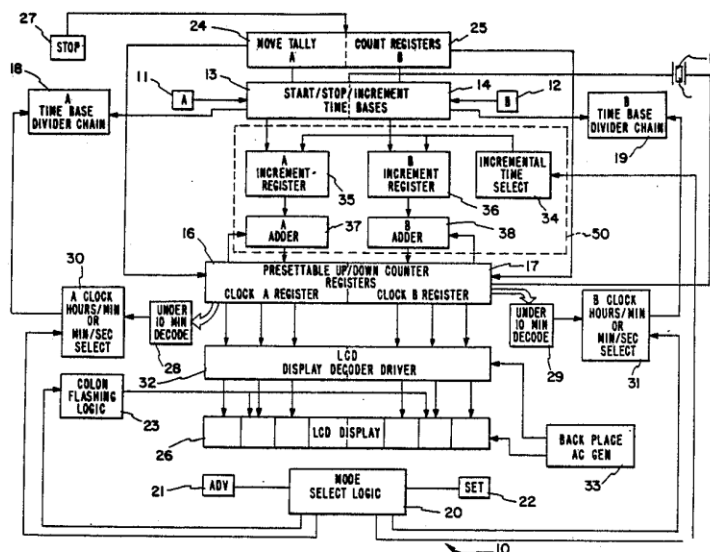 27
STOP
24
25
MOVE TALLY
A
COUNT REGISTERS
B
18
A
TIME BASE
DIVIDER CHAIN
11
A
13
14
START/STOP/INCREMENT
TIME BASES
B
12
B
TIME BASE
DIVIDER CHAIN
19
A
INCREMENT-
REGISTER
35
B
INCREMENT
REGISTER
36
INCREMENTAL
TIME
SELECT
34
A
ADDER
37
B
ADDER
38
50
16
17
PRESETTABLE UP/DOWN COUNTER
REGISTERS
CLOCK A REGISTER
CLOCK B REGISTER
30
A CLOCK
HOURS/MIN
OR
MIN/SEC
SELECT
UNDER
10 MIN
DECODE
28
UNDER
10 MIN
DECODE
29
B CLOCK
HOURS/MIN
OR
MIN/SEC
SELECT
31
LCD
DISPLAY DECODER DRIVER
32
COLON
FLASHING
LOGIC
23
26
LCD DISPLAY
BACK PLACE
AC GEN
33
21
ADV
MODE
SELECT LOGIC
20
SET
22
10